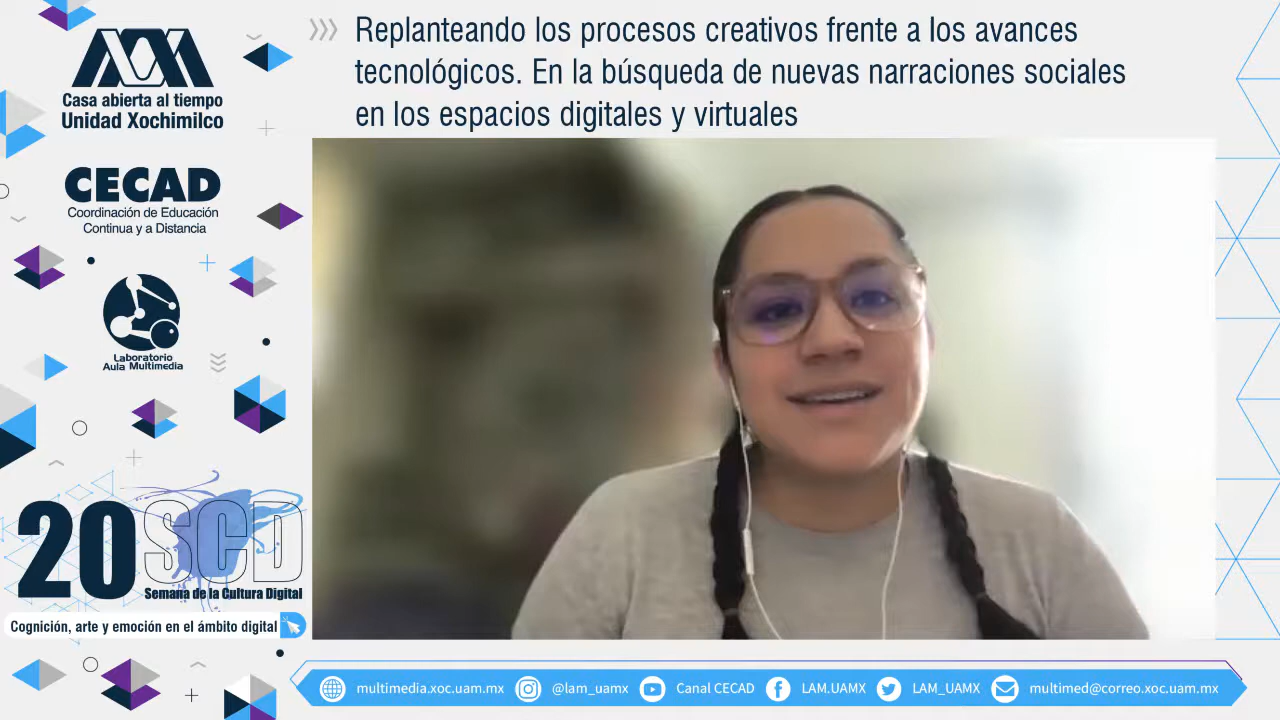 Replanteando los procesos creativos frente a los avances
tecnológicos. En la búsqueda de nuevas narraciones sociales
en los espacios digitales y virtuales
Casa abierta al tiempo
Unidad Xochimilco
CECAD
Coordinación de Educación
Continua y a Distancia
Laboratorio
Aula Multimedia
20 SCD
Semana de la Cultura Digital
Cognición, arte y emoción en el ámbito digital
multimedia.xoc.uam.mx @lam_uamx Canal CECAD LAM.UAMX LAM_UAMX multimed@correo.xoc.uam.mx